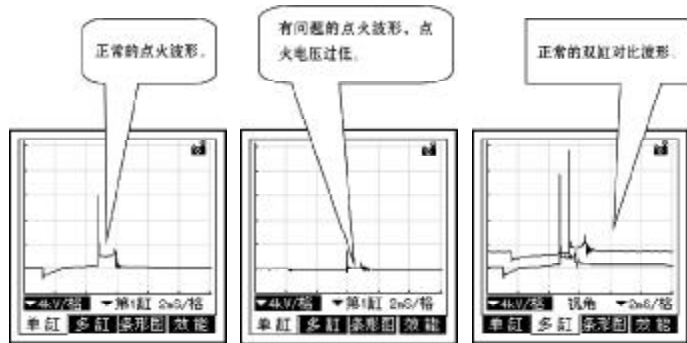 正常的点火波形。
有问题的点火波形，点
火电压过低。
正常的双缸对比波形。
4kV/格 第1缸 2mS/格
单缸 多缸 条形图 效能
4kV/格 第1缸 2mS/格
单缸 多缸 条形图 效能
4kV/格 视角 2mS/格
单缸 多缸 条形图 效能